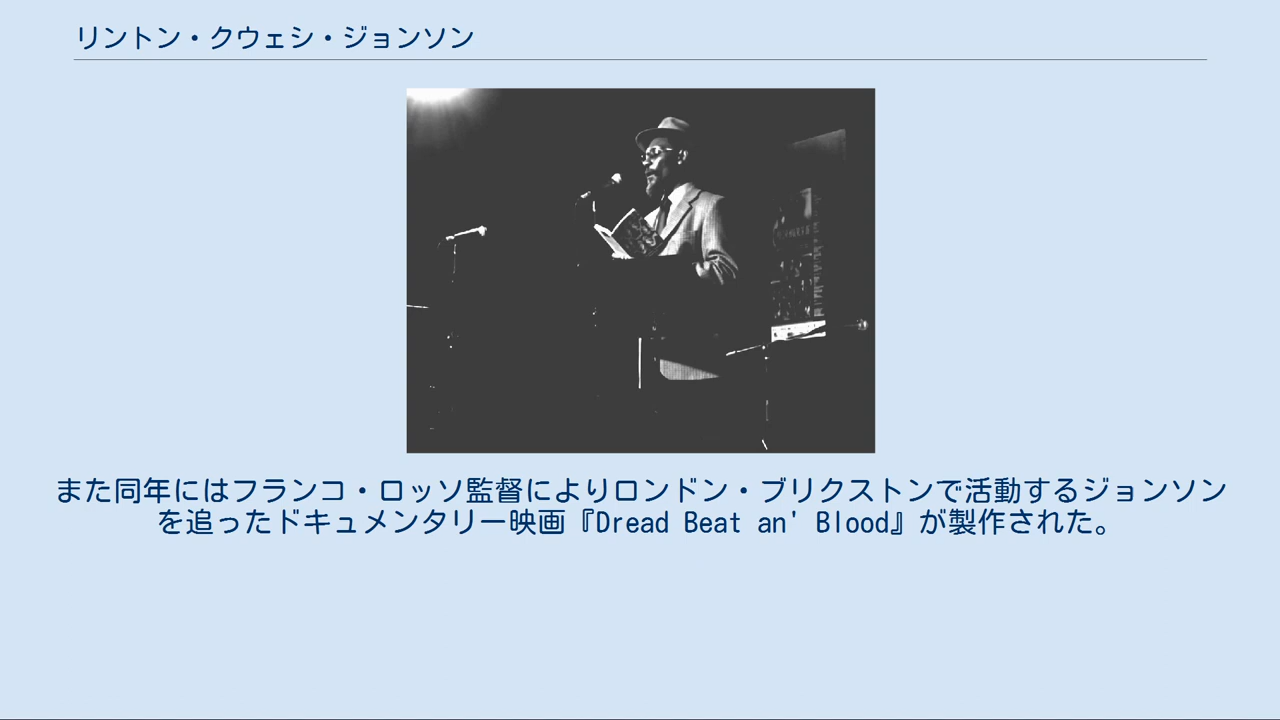 リントン・クウェシ・ジョンソン
また同年にはフランコ・ロッソ監督によりロンドン・ブリクストンで活動するジョンソン
を追ったドキュメンタリー映画『Dread Beat an' Blood』が製作された。